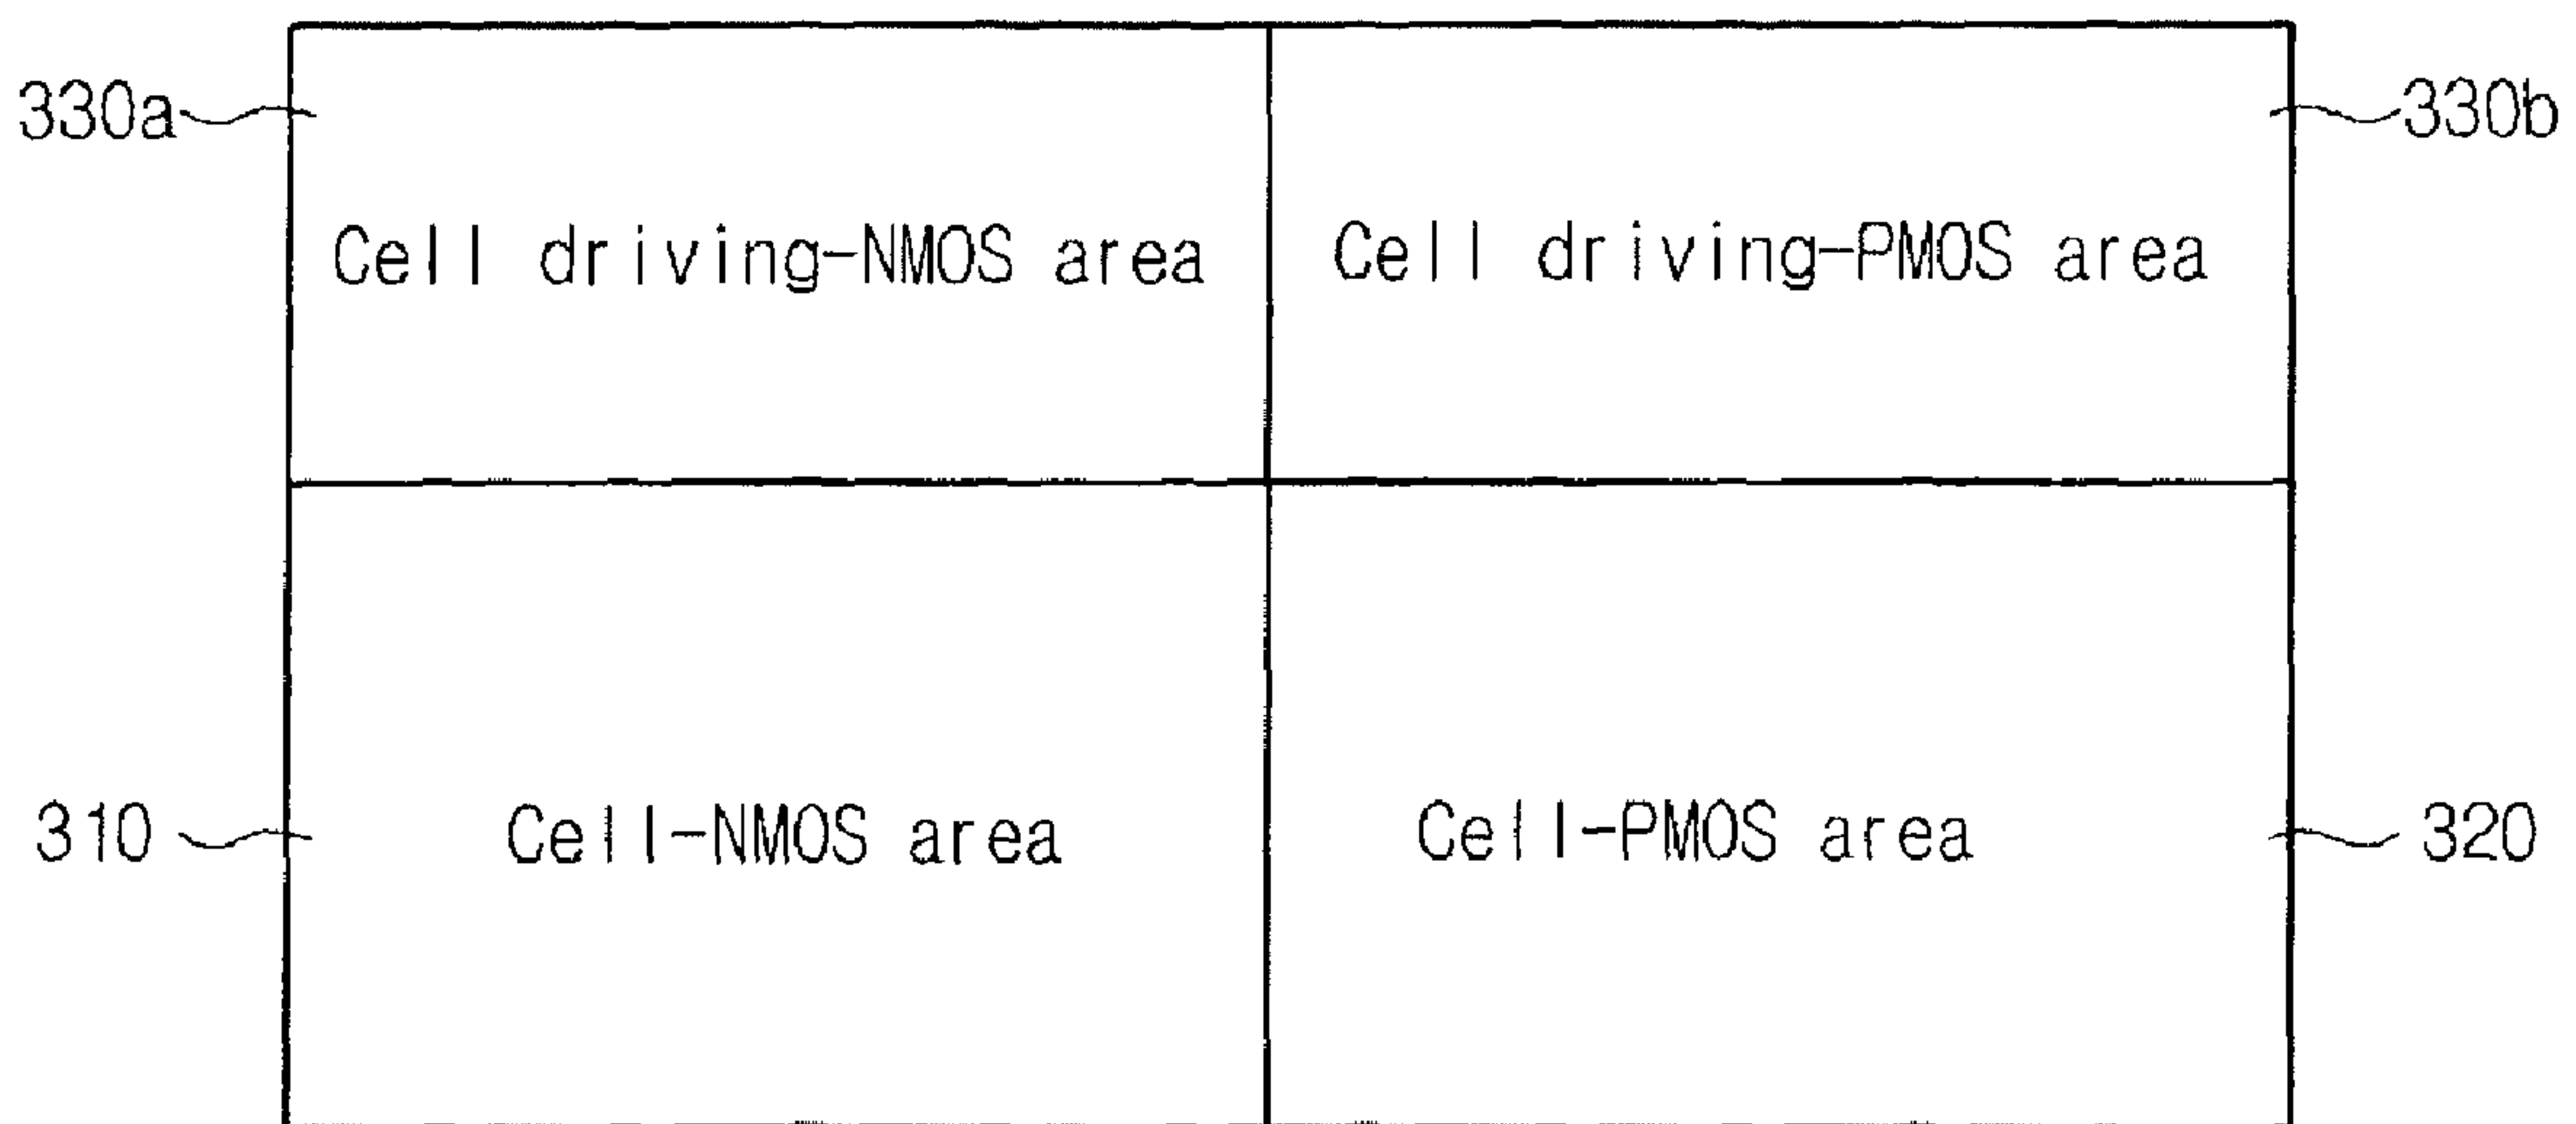 330a
330b
Cell driving-NMOS area
Cell driving-PMOS area
310
Cell-NMOS area
Cell-PMOS area
320